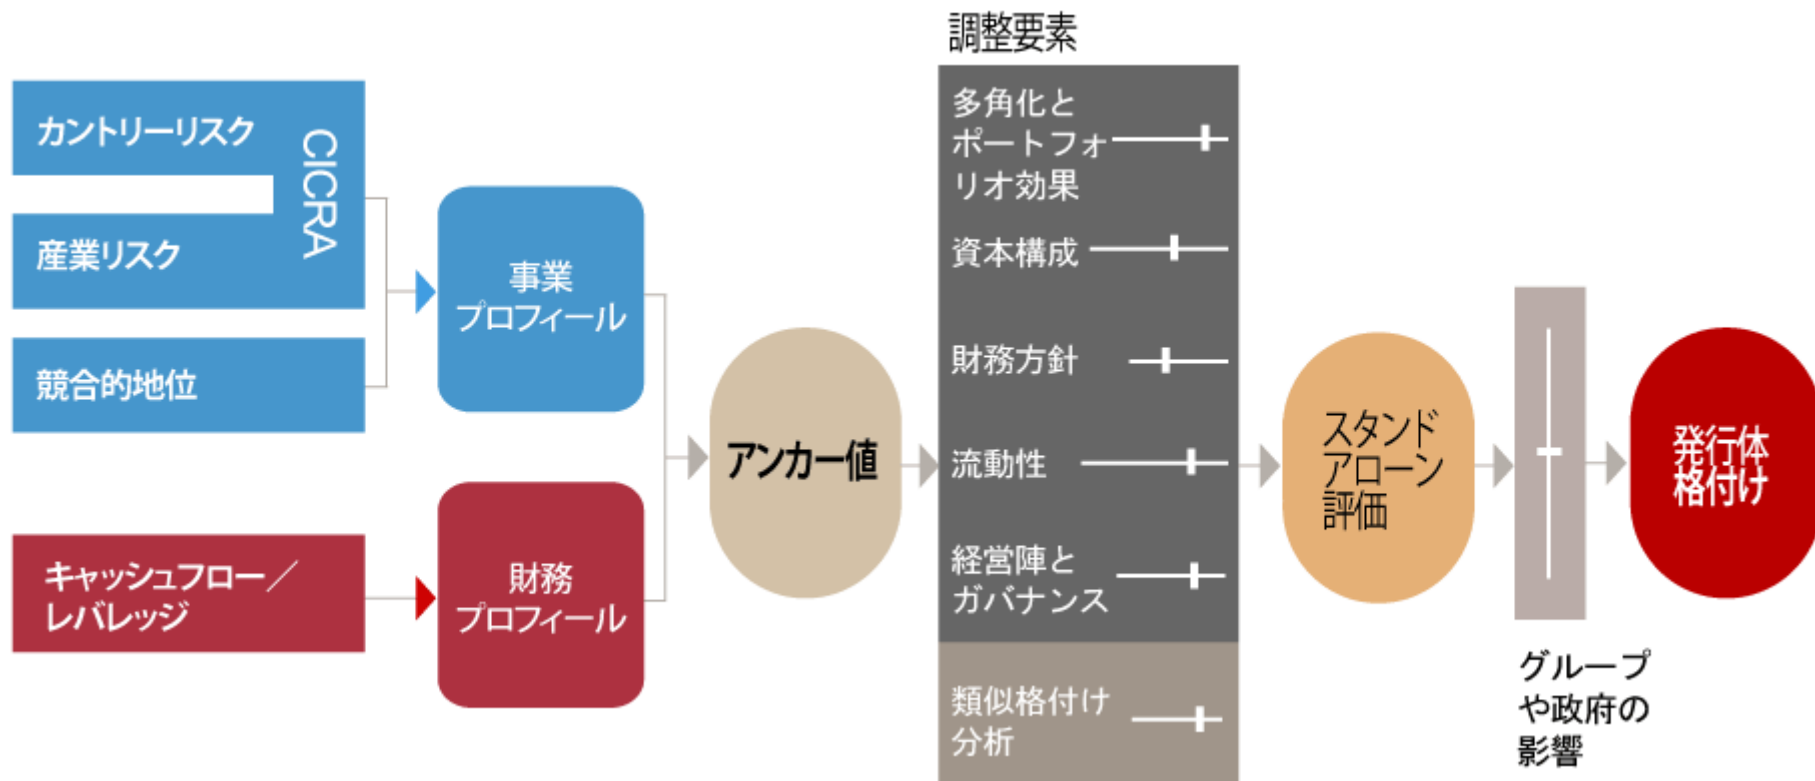 カントリーリスク
産業リスク
CICRA
競合的地位
キャッシュフロー／
レバレッジ
事業
プロフィール
財務
プロフィール
アンカー値
調整要素
多角化と
ポートフォ
リオ効果
資本構成
財務方針
流動性
経営陣と
ガバナンス
類似格付け
分析
スタンド
アローン
評価
グループ
や政府の
影響
発行体
格付け